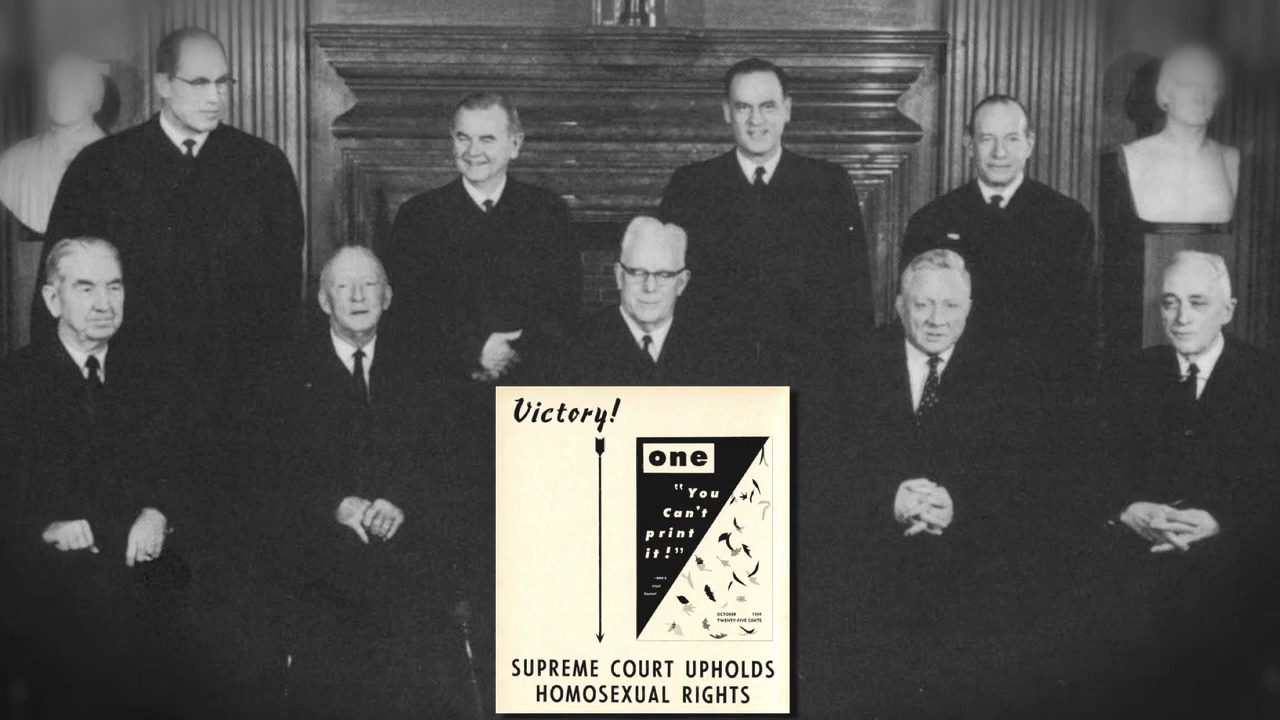 Victory!
one
"You
Can't
print
it!"
OCTOBER 1954
TWENTY-FIVE CENTS
SUPREME COURT UPHOLDS
HOMOSEXUAL RIGHTS